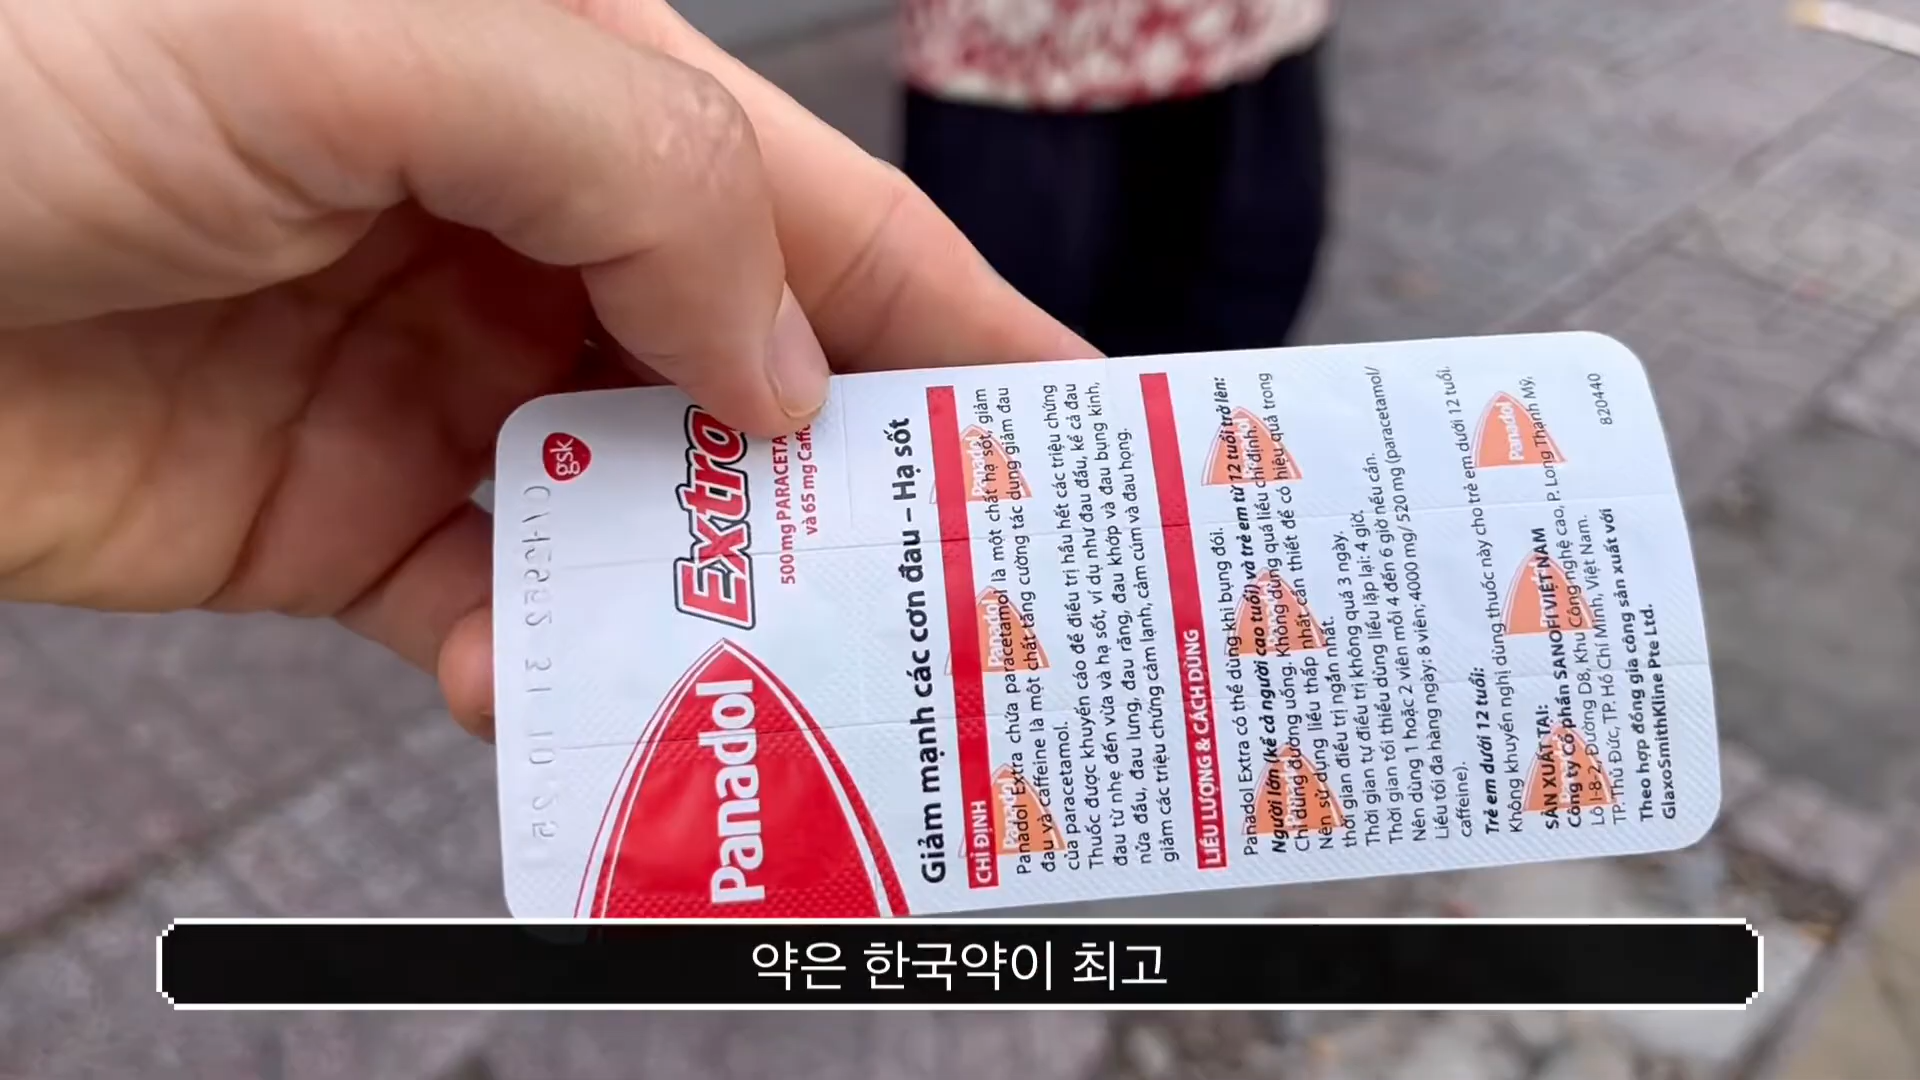 gsk
Panadol Extra
500 mg PARACETA
và 65 mg Caffe
Giảm mạnh các cơn đau – Hạ sốt
CHỈ ĐỊNH
Panadol Extra chứa paracetamol là một chất hạ sốt, giảm
đau và caffeine là một chất tăng cường tác dụng giảm đau
của paracetamol.
Thuốc được khuyến cáo để điều trị hầu hết các triệu chứng
đau từ nhẹ đến vừa và hạ sốt, ví dụ như đau đầu, kể cả đau
nửa đầu, đau lưng, đau răng, đau khớp và đau bụng kinh,
giảm các triệu chứng cảm lạnh, cảm cúm và đau họng.
LIỀU LƯỢNG & CÁCH DÙNG
Panadol Extra có thể dùng khi bụng đói.
Người lớn (kể cả người cao tuổi) và trẻ em từ 12 tuổi trở lên:
Chỉ dùng đường uống. Không dùng quá liều chỉ định.
Nên sử dụng liều thấp nhất cần thiết để có hiệu quả trong
thời gian điều trị ngắn nhất.
Thời gian tự điều trị không quá 3 ngày.
Thời gian tối thiểu dùng liều lặp lại: 4 giờ.
Nên dùng 1 hoặc 2 viên mỗi 4 đến 6 giờ nếu cần.
Liều tối đa hàng ngày: 8 viên; 4000 mg/ 520 mg (paracetamol/
caffeine).
Trẻ em dưới 12 tuổi:
Không khuyến nghị dùng thuốc này cho trẻ em dưới 12 tuổi.
SẢN XUẤT TẠI:
Công ty Cổ phần SANOFI VIỆT NAM
Lô I-8-2, Đường D8, Khu Công nghệ cao, P. Long Thạnh Mỹ,
TP. Thủ Đức, TP. Hồ Chí Minh, Việt Nam.
Theo hợp đồng gia công sản xuất với
GlaxoSmithKline Pte Ltd.
820440
약은 한국약이 최고